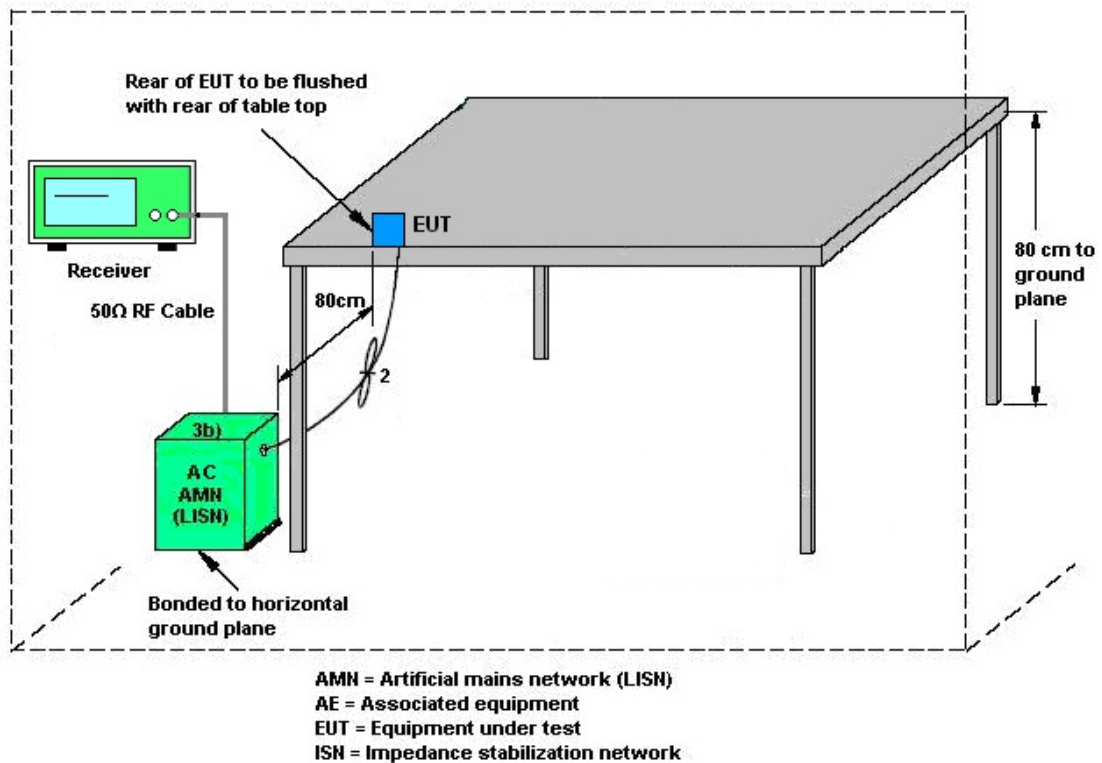 Rear of EUT to be flushed
with rear of table top
EUT
Receiver
50Ω RF Cable
80cm
80 cm to
ground
plane
2
3b)
AC
AMN
(LISN)
Bonded to horizontal
ground plane
AMN = Artificial mains network (LISN)
AE = Associated equipment
EUT = Equipment under test
ISN = Impedance stabilization network